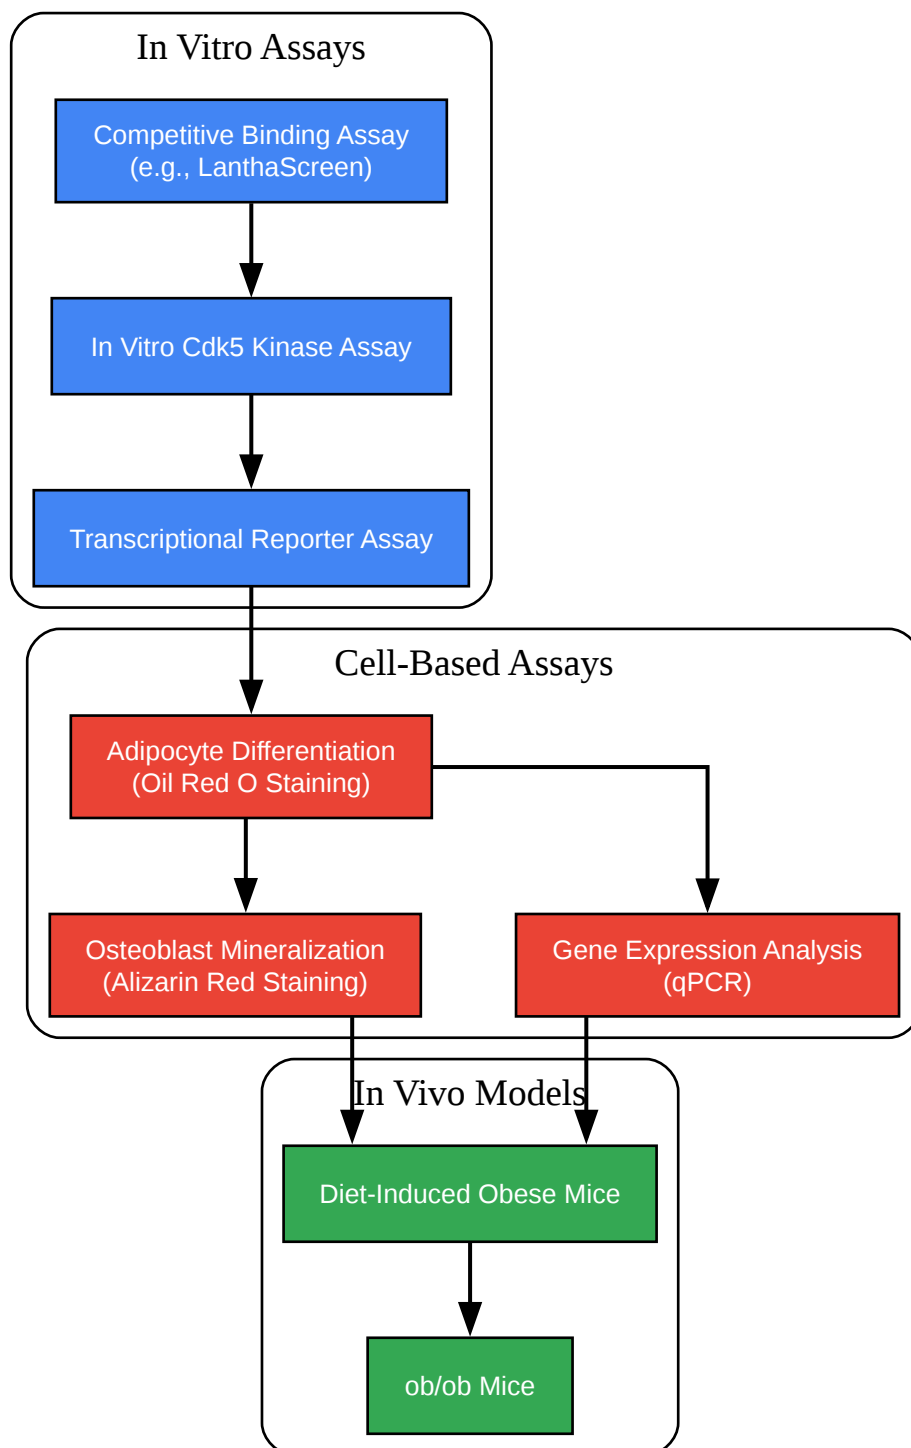 In Vitro Assays
Competitive Binding Assay
(e.g., LanthaScreen)
In Vitro Cdk5 Kinase Assay
Transcriptional Reporter Assay
Cell-Based Assays
Adipocyte Differentiation
(Oil Red O Staining)
Osteoblast Mineralization
(Alizarin Red Staining)
Gene Expression Analysis
(qPCR)
In Vivo Models
Diet-Induced Obese Mice
ob/ob Mice